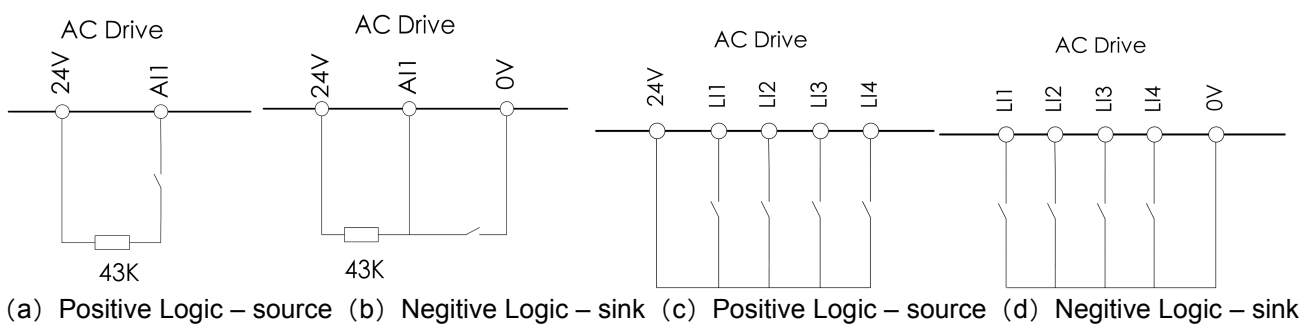 AC Drive
24V
AI1
43K
AC Drive
24V
AI1
0V
43K
AC Drive
24V
LI1
LI2
LI3
LI4
AC Drive
LI1
LI2
LI3
LI4
0V
（a）Positive Logic – source（b）Negitive Logic – sink（c）Positive Logic – source（d）Negitive Logic – sink